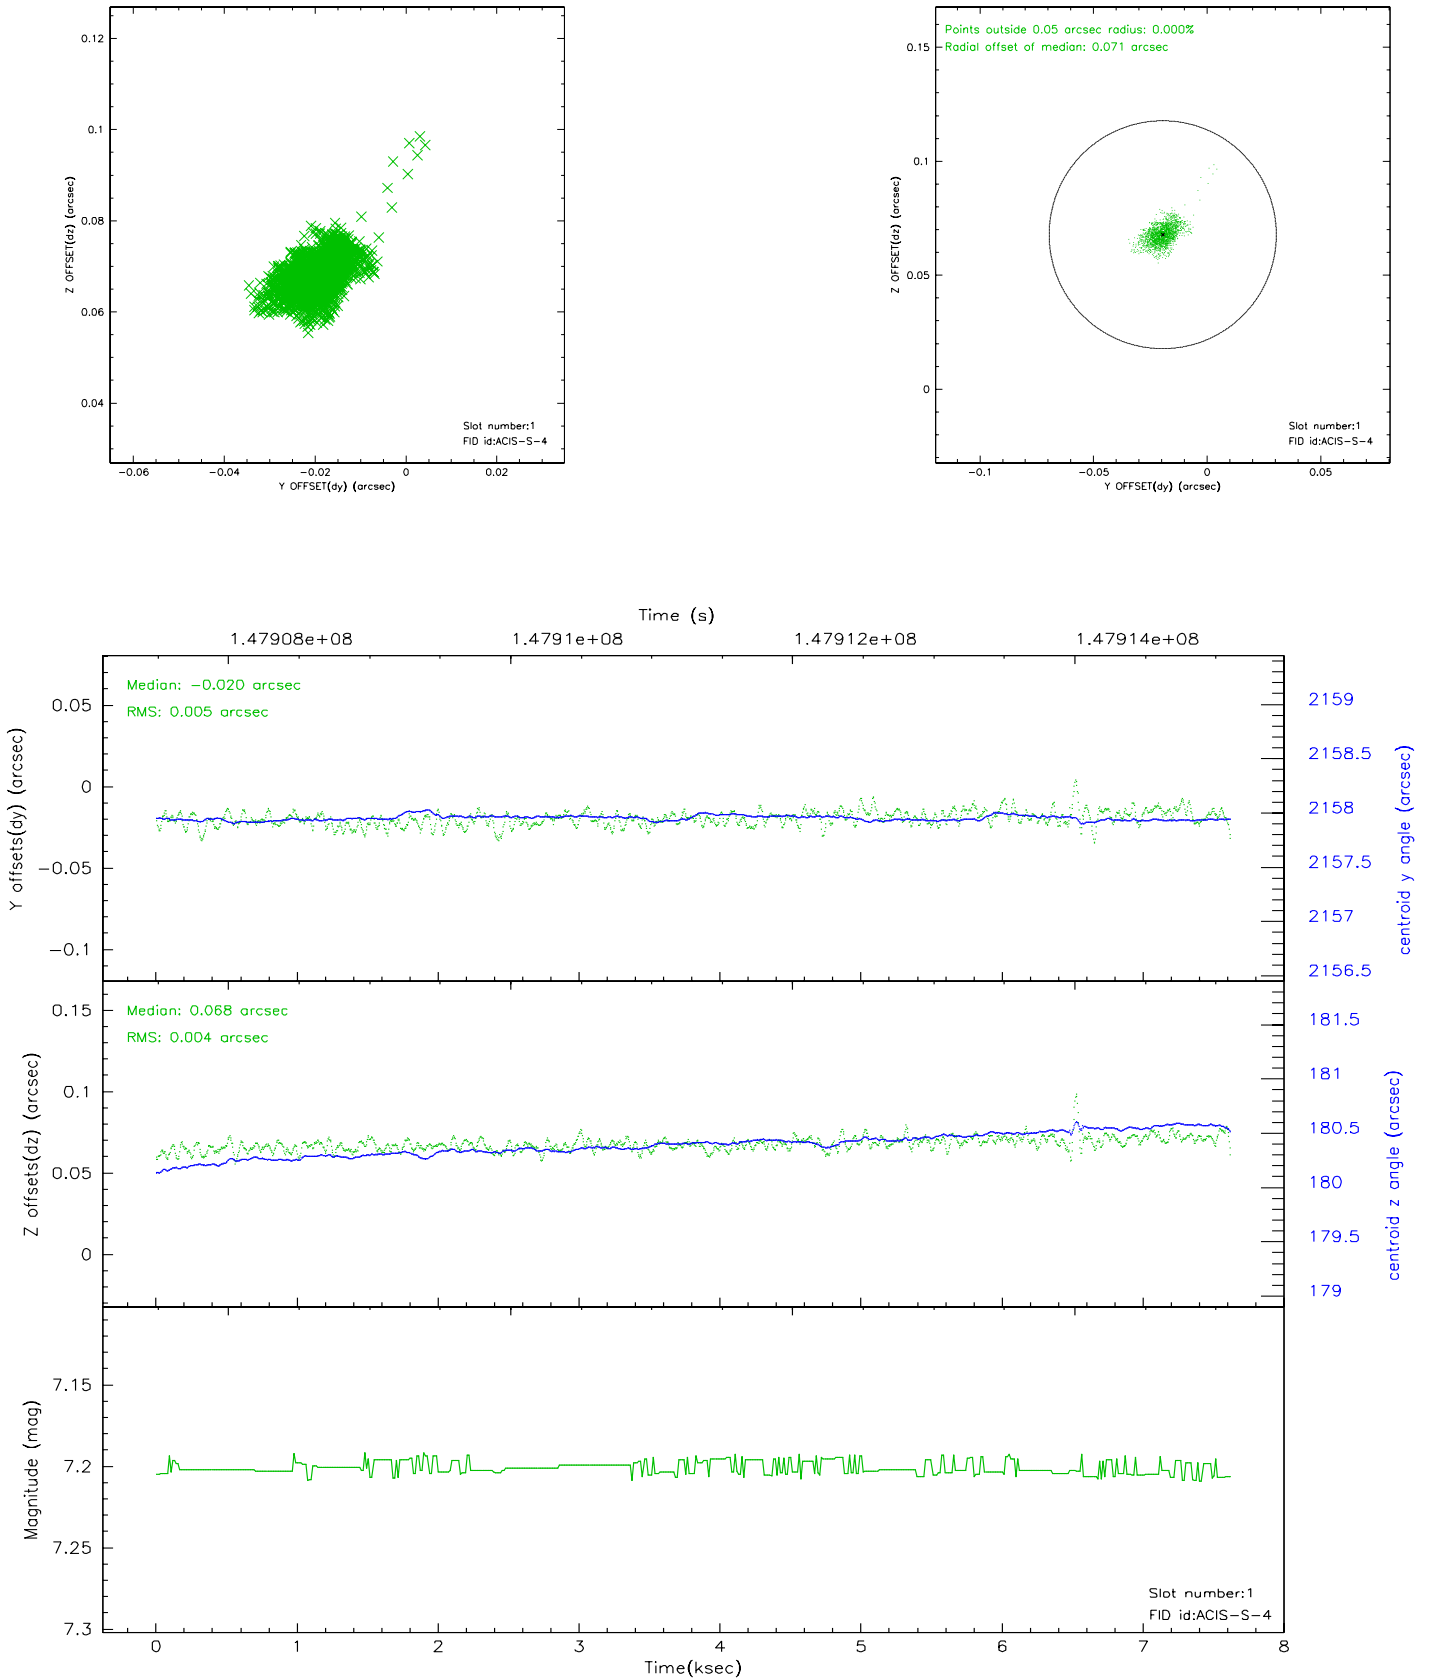 0.12
0.1
0.08
0.06
0.04
Z OFFSET(dz) (arcsec)
Slot number:1
FID id:ACIS-S-4
-0.06 -0.04 -0.02 0 0.02
Y OFFSET(dy) (arcsec)
Points outside 0.05 arcsec radius: 0.000%
Radial offset of median: 0.071 arcsec
0.15
0.1
0.05
0
Z OFFSET(dz) (arcsec)
Slot number:1
FID id:ACIS-S-4
-0.1 -0.05 0 0.05
Y OFFSET(dy) (arcsec)
Time (s)
1.47908e+08 1.4791e+08 1.47912e+08 1.47914e+08
Median: -0.020 arcsec
RMS: 0.005 arcsec
0.05
0
-0.05
-0.1
Y offsets(dy) (arcsec)
2159
2158.5
2158
2157.5
2157
2156.5
centroid y angle (arcsec)
Median: 0.068 arcsec
RMS: 0.004 arcsec
0.15
0.1
0.05
0
Z offsets(dz) (arcsec)
181.5
181
180.5
180
179.5
179
centroid z angle (arcsec)
7.15
7.2
7.25
7.3
Magnitude (mag)
Slot number:1
FID id:ACIS-S-4
0 1 2 3 4 5 6 7 8
Time(ksec)